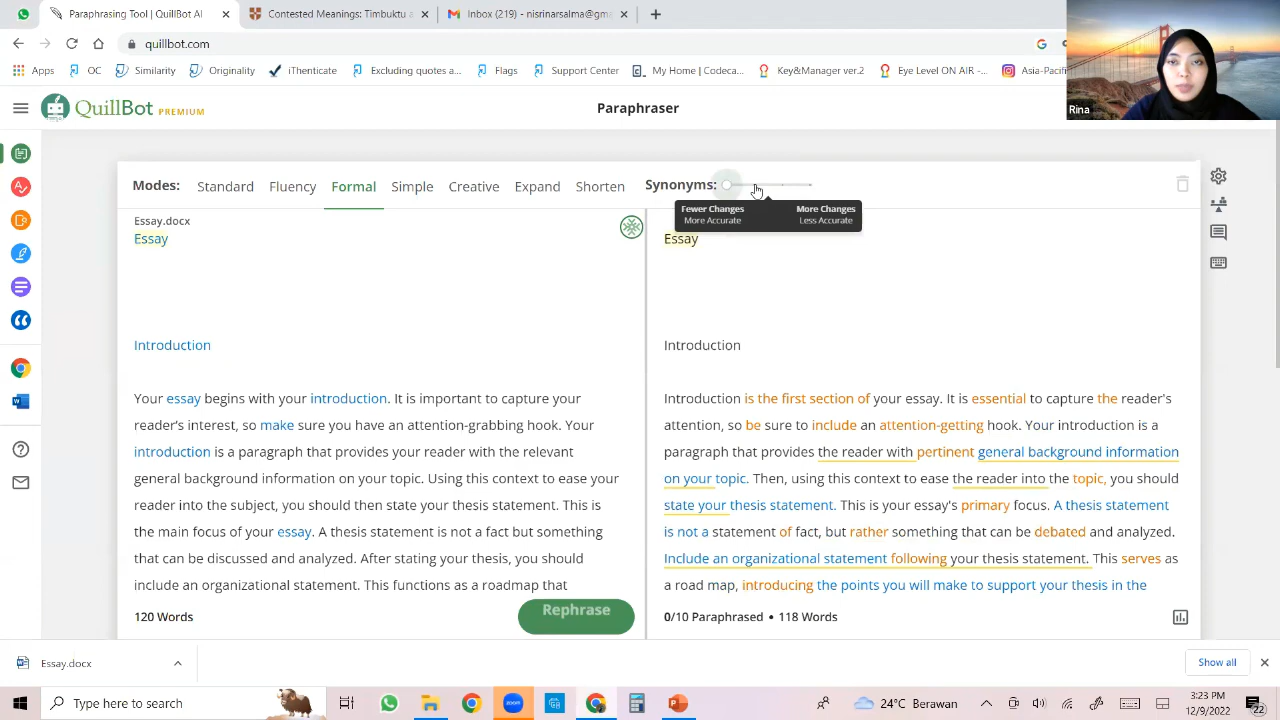 Parphrasing Tool | QuillBot AI
Contested Meanings: Timbuktu a
Inbox (219) - nisrinarsalna@gm
quillbot.com
Apps
OC
Similarity
Originality
iThenticate
Excluding quotes a...
Flags
Support Center
My Home | Codeca...
Key&Manager ver.2
Eye Level ON AIR -...
Asia-Pacifi
Rina
QuillBot PREMIUM
Paraphraser
Modes: Standard Fluency Formal Simple Creative Expand Shorten Synonyms:
Fewer Changes More Changes
More Accurate Less Accurate
Essay.docx
Essay
Introduction
Your essay begins with your introduction. It is important to capture your
reader's interest, so make sure you have an attention-grabbing hook. Your
introduction is a paragraph that provides your reader with the relevant
general background information on your topic. Using this context to ease your
reader into the subject, you should then state your thesis statement. This is
the main focus of your essay. A thesis statement is not a fact but something
that can be discussed and analyzed. After stating your thesis, you should
include an organizational statement. This functions as a roadmap that
120 Words
Rephrase
Essay
Introduction
Introduction is the first section of your essay. It is essential to capture the reader's
attention, so be sure to include an attention-getting hook. Your introduction is a
paragraph that provides the reader with pertinent general background information
on your topic. Then, using this context to ease the reader into the topic, you should
state your thesis statement. This is your essay's primary focus. A thesis statement
is not a statement of fact, but rather something that can be debated and analyzed.
Include an organizational statement following your thesis statement. This serves as
a road map, introducing the points you will make to support your thesis in the
0/10 Paraphrased • 118 Words
Essay.docx
Show all
Type here to search
zoom
24°C Berawan
3:23 PM
12/9/2022
22